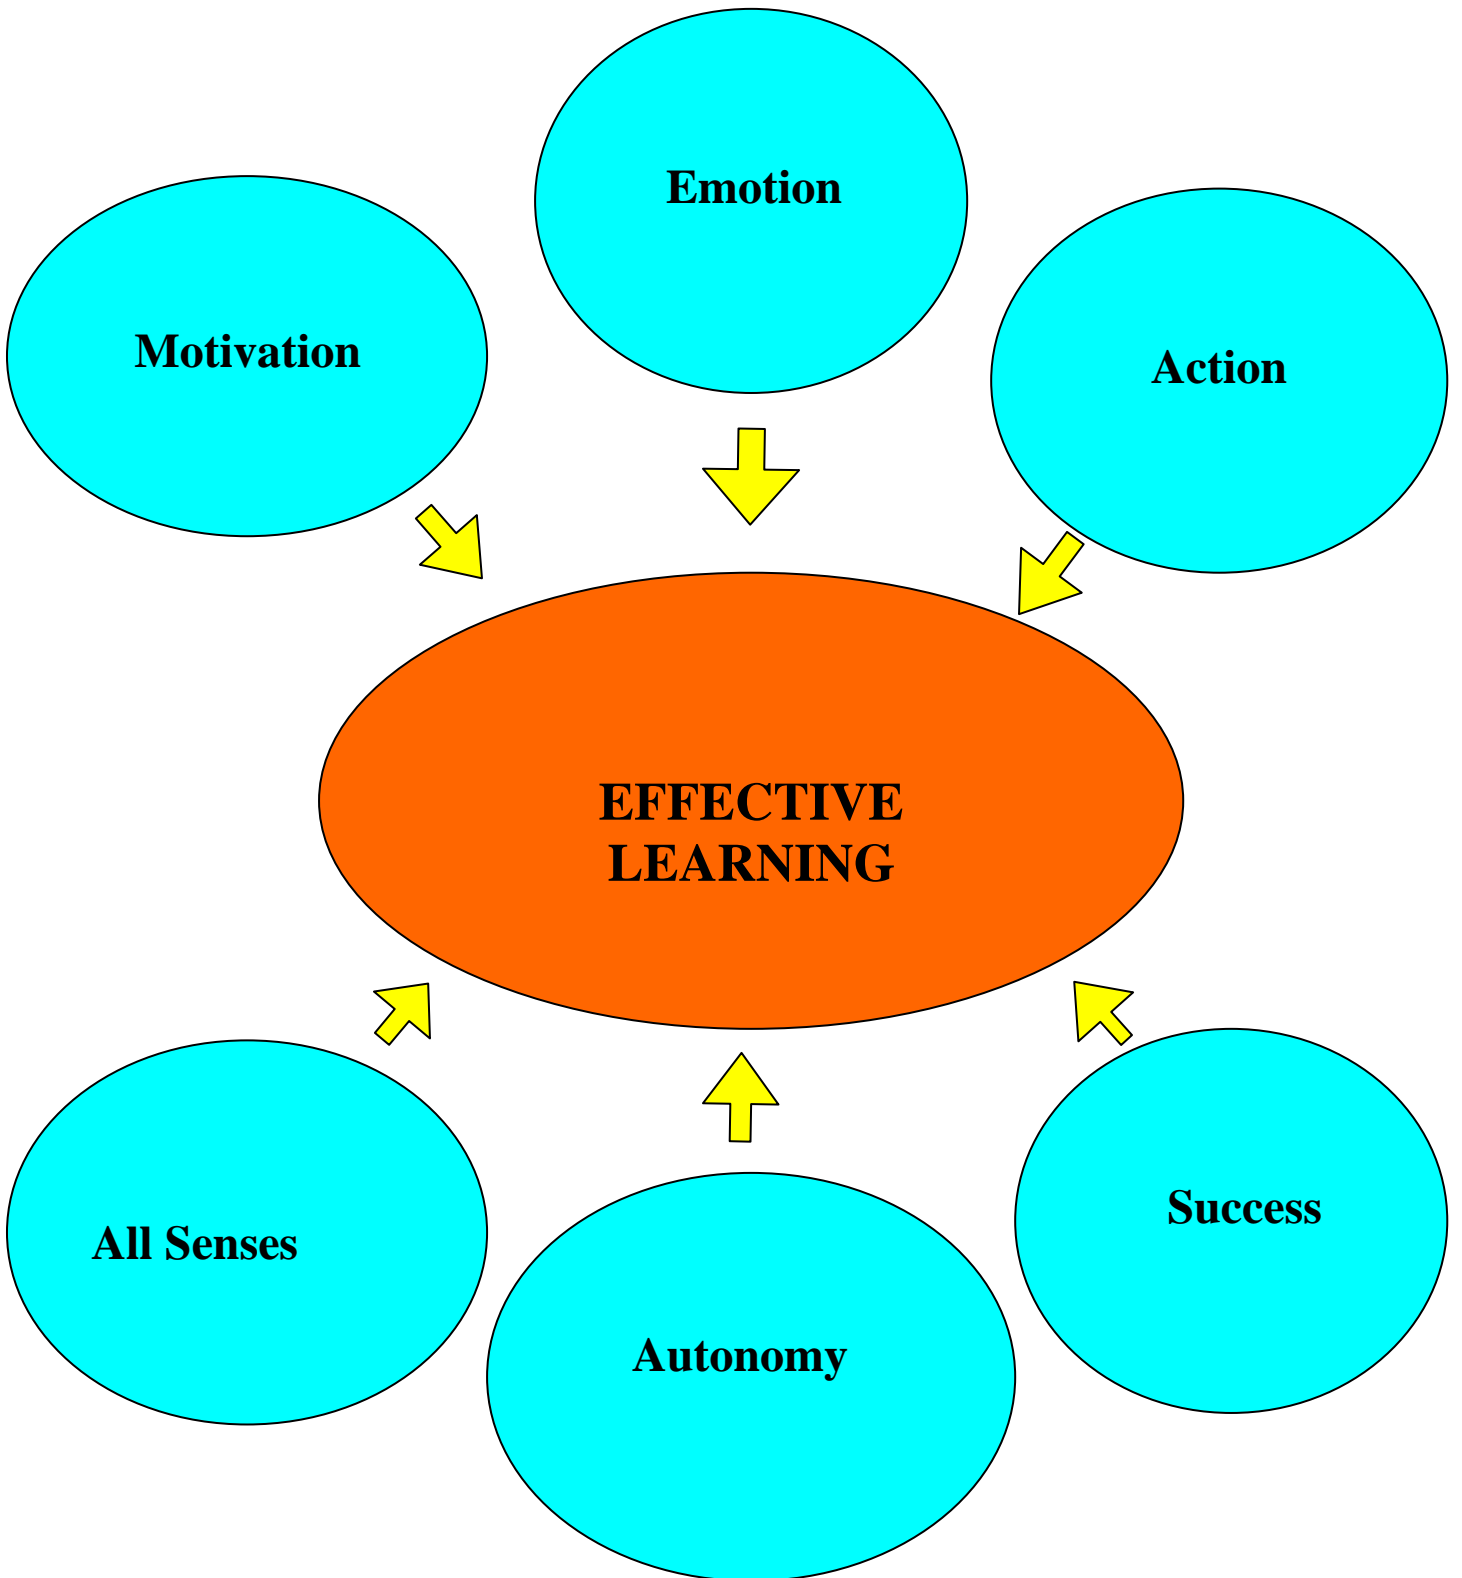 Emotion
Motivation
Action
EFFECTIVE
LEARNING
All Senses
Success
Autonomy